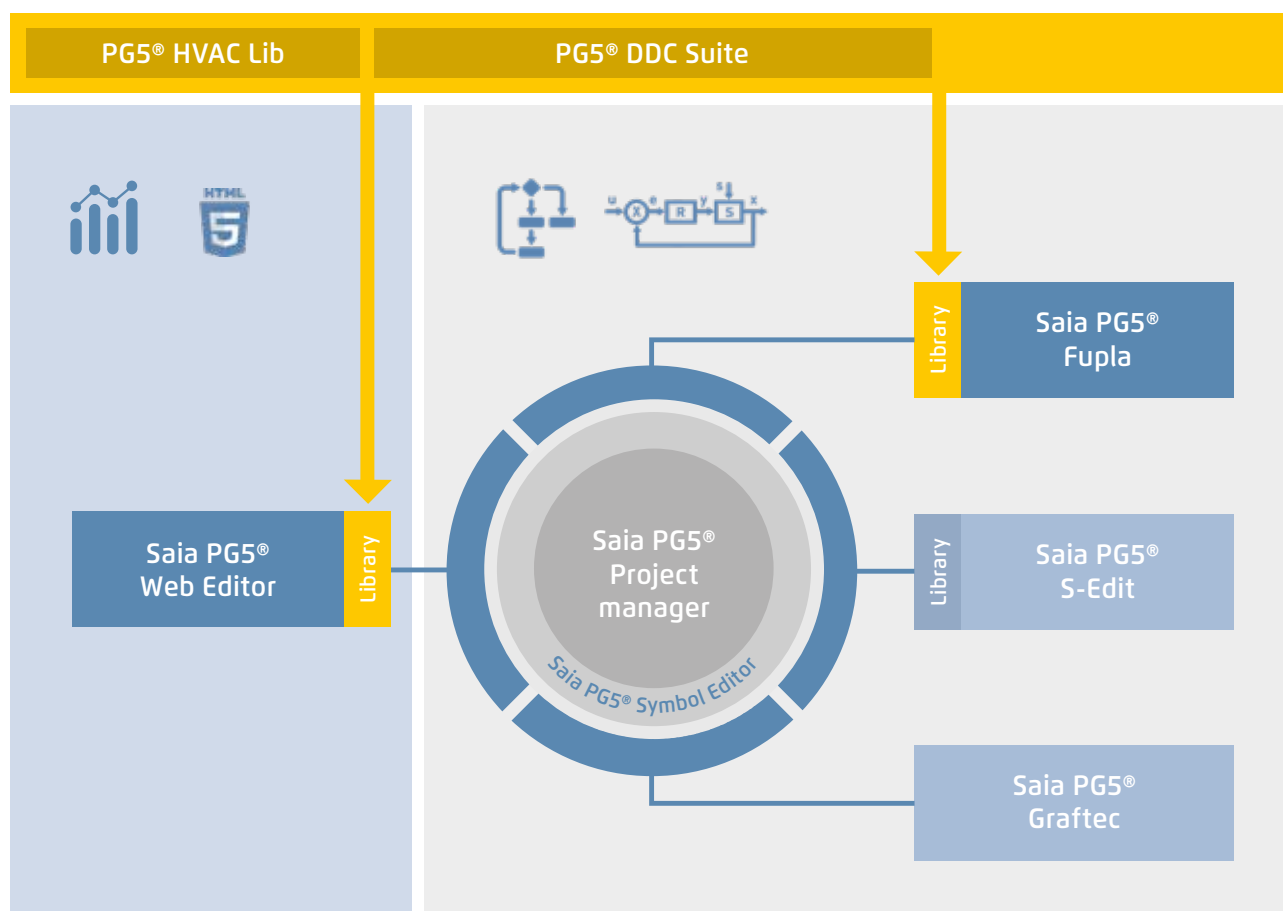 PG5® HVAC Lib
PG5® DDC Suite
HTML
5
u
e
y
s
x
X
R
S
Library
Saia PG5®
Fupla
Saia PG5®
Web Editor
Library
Saia PG5®
Project
manager
Saia PG5® Symbol Editor
Library
Saia PG5®
S-Edit
Saia PG5®
Graftec